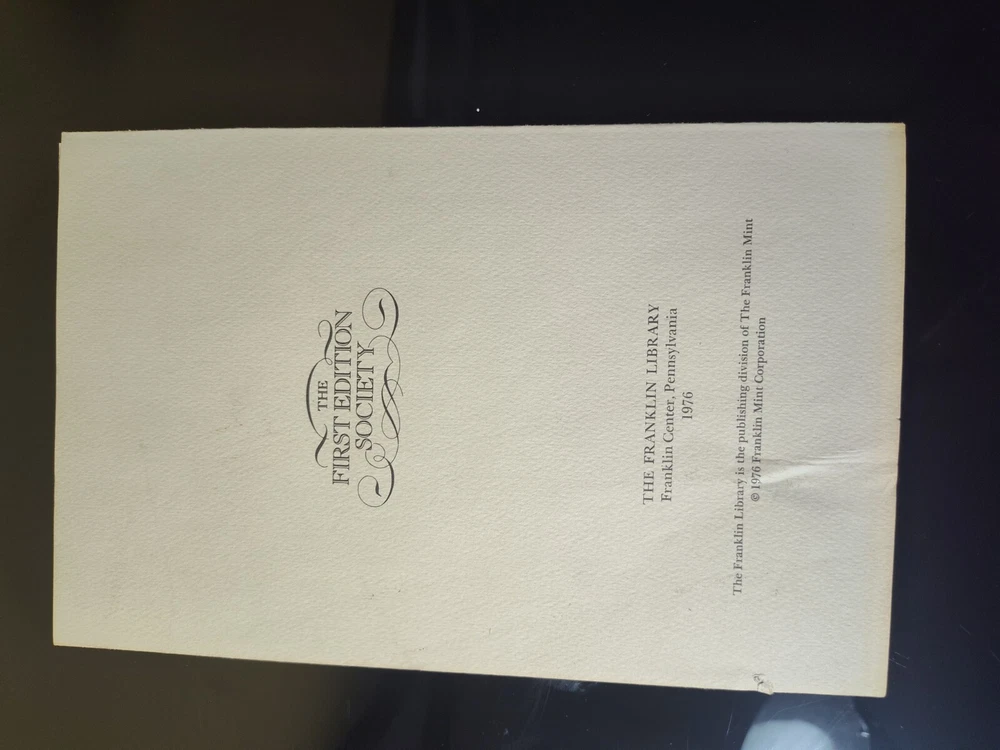 THE
FIRST EDITION
SOCIETY
THE FRANKLIN LIBRARY
Franklin Center, Pennsylvania
1976
The Franklin Library is the publishing division of The Franklin Mint
© 1976 Franklin Mint Corporation